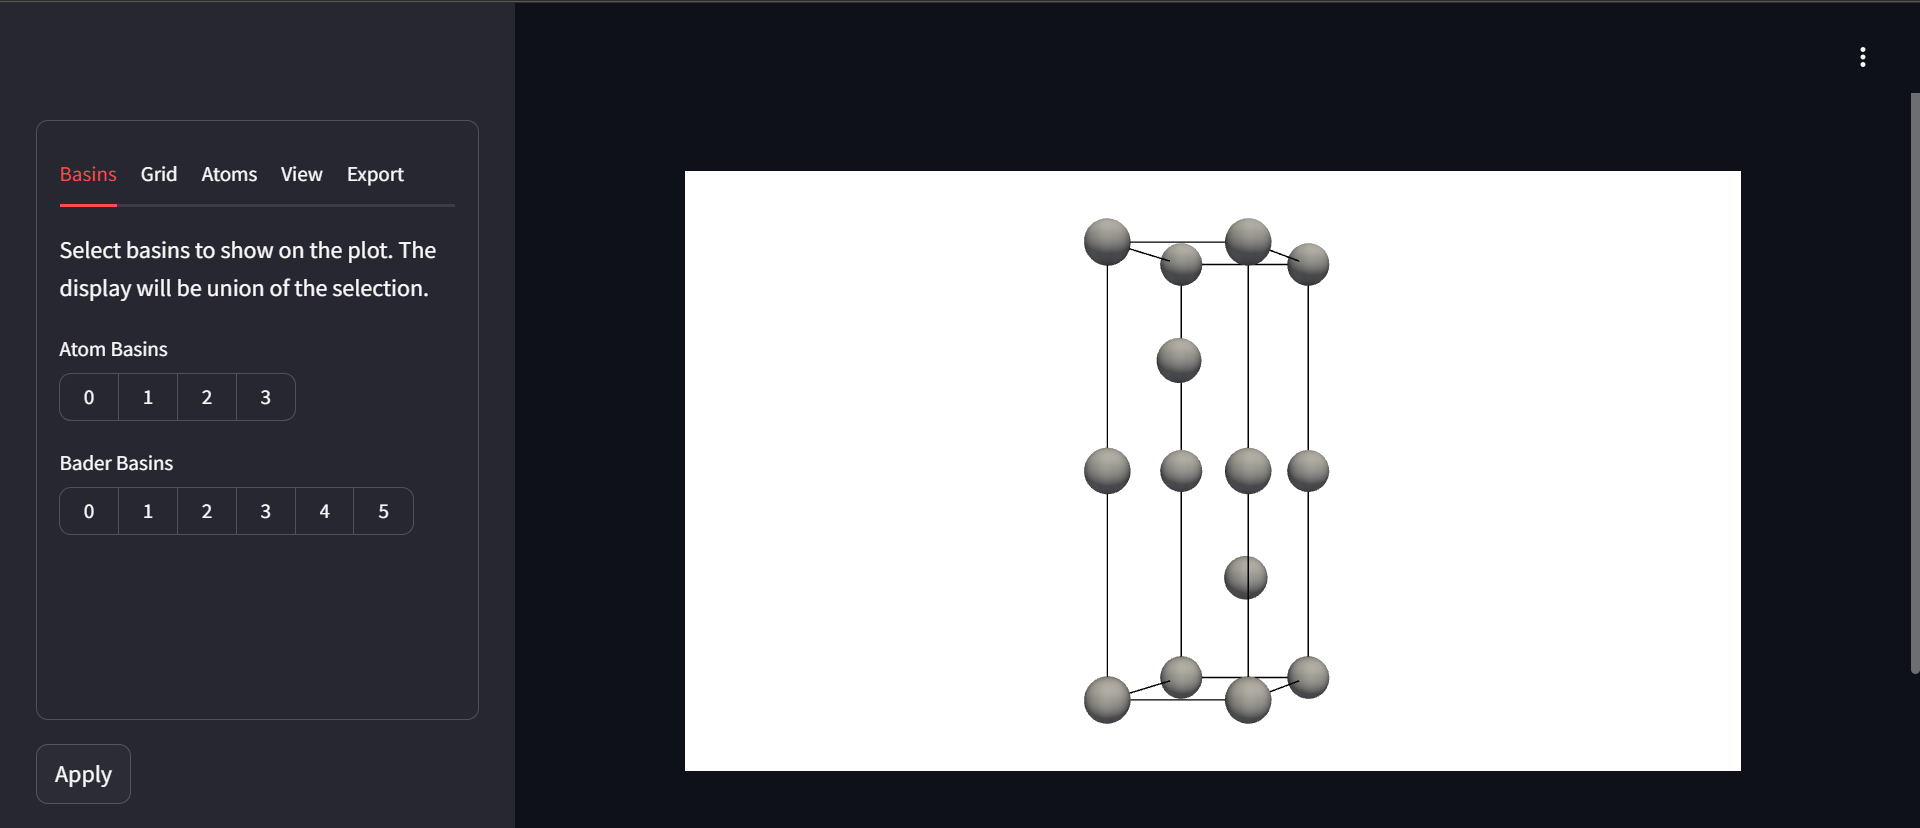 Basins Grid Atoms View Export
Select basins to show on the plot. The
display will be union of the selection.
Atom Basins
0 1 2 3
Bader Basins
0 1 2 3 4 5
Apply